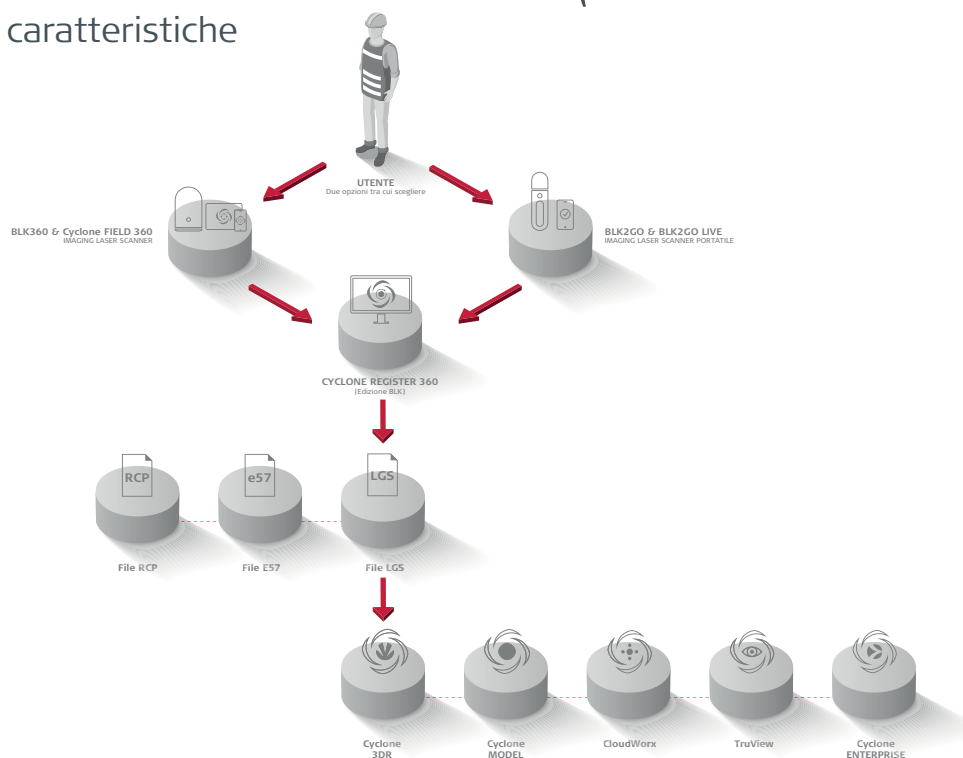 caratteristiche
UTENTE
Due opzioni tra cui scegliere
BLK360 & Cyclone FIELD 360
IMAGING LASER SCANNER
BLK2GO & BLK2GO LIVE
IMAGING LASER SCANNER PORTATILE
CYCLONE REGISTER 360
(Edizione BLK)
RCP
e57
LGS
File RCP
File E57
File LGS
Cyclone
3DR
Cyclone
MODEL
CloudWorx
TruView
Cyclone
ENTERPRISE